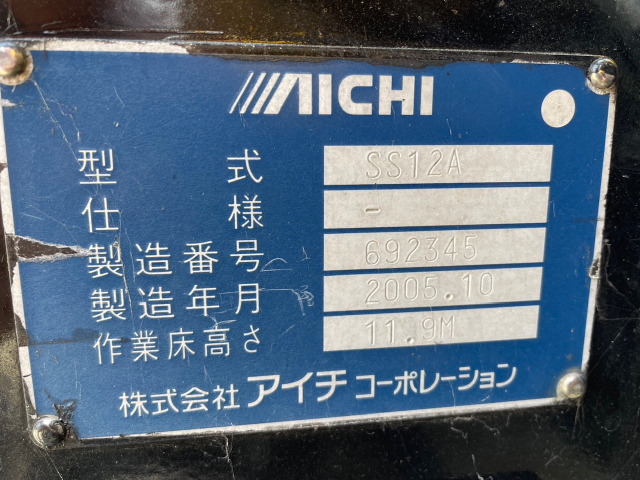 AICHI
型式 SS12A
仕様 -
製造番号 692345
製造年月 2005.10
作業床高さ 11.9M
株式会社アイチコーポレーション